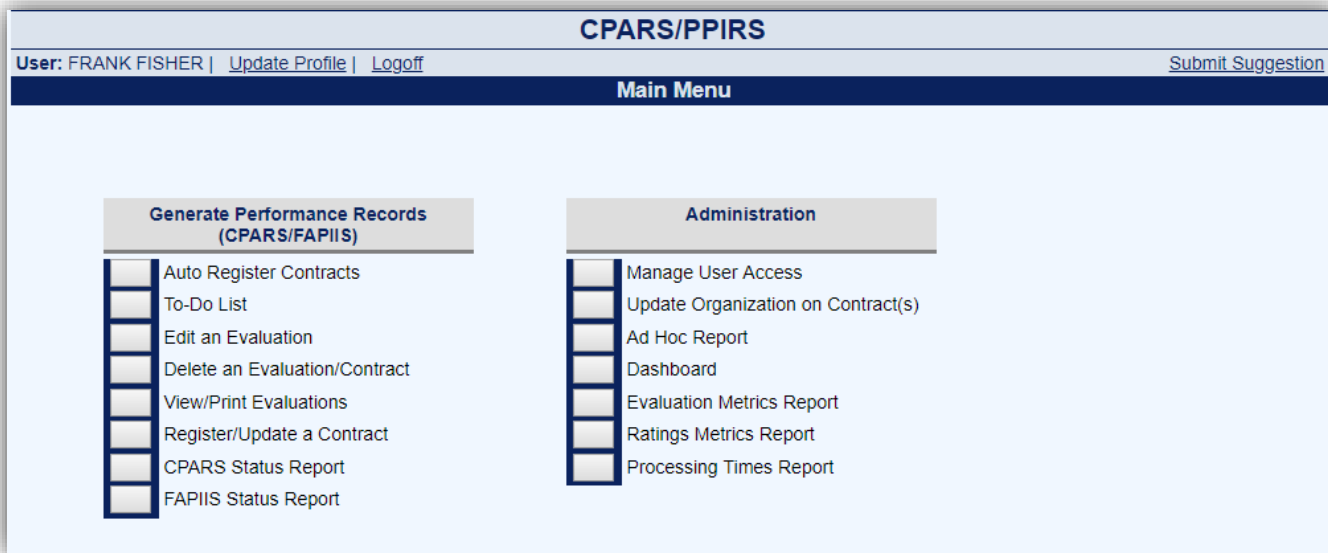 CPARS/PPIRS
User: FRANK FISHER | Update Profile | Logoff
Submit Suggestion
Main Menu
Generate Performance Records
(CPARS/FAPIIS)
Auto Register Contracts
To-Do List
Edit an Evaluation
Delete an Evaluation/Contract
View/Print Evaluations
Register/Update a Contract
CPARS Status Report
FAPIIS Status Report
Administration
Manage User Access
Update Organization on Contract(s)
Ad Hoc Report
Dashboard
Evaluation Metrics Report
Ratings Metrics Report
Processing Times Report